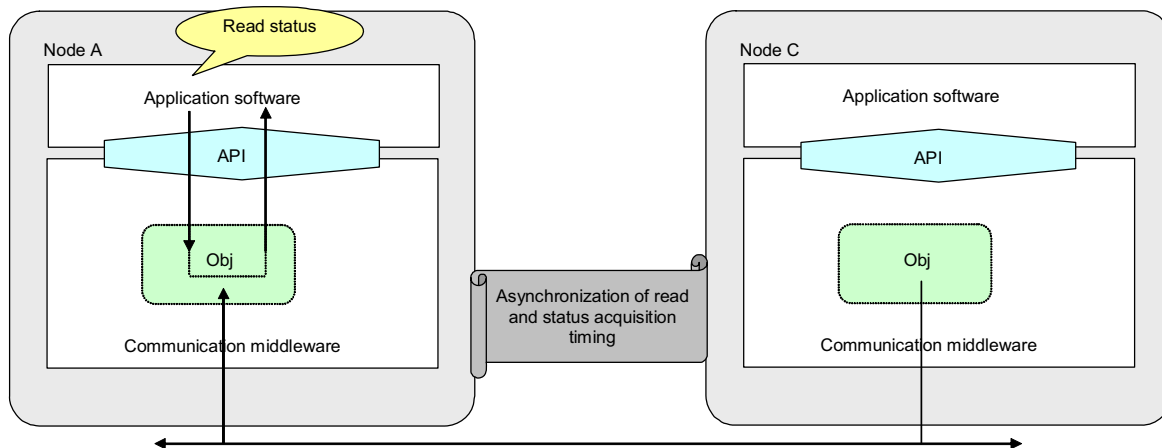 Read status
Node A
Application software
API
Obj
Communication middleware
Asynchronization of read
and status acquisition
timing
Node C
Application software
API
Obj
Communication middleware